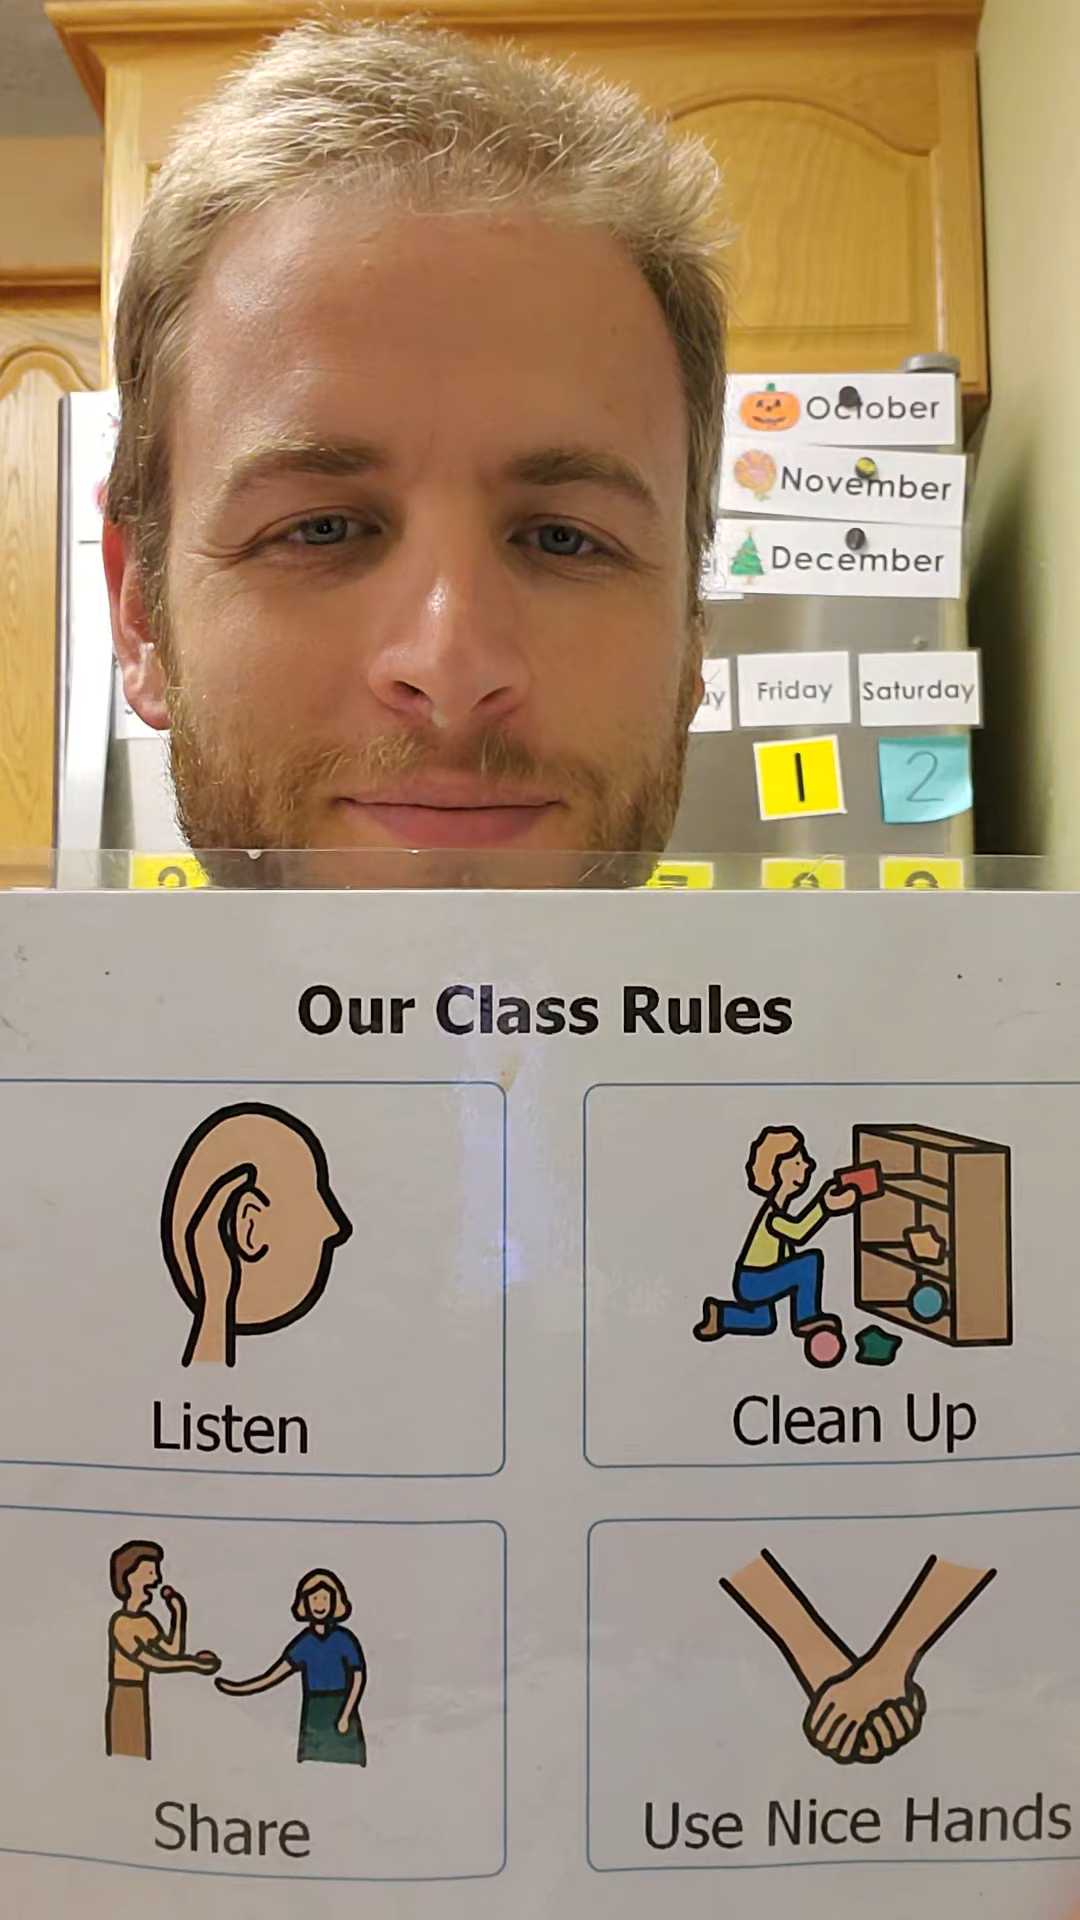 October
November
December
Friday Saturday
1 2
Our Class Rules
Listen
Clean Up
Share
Use Nice Hands